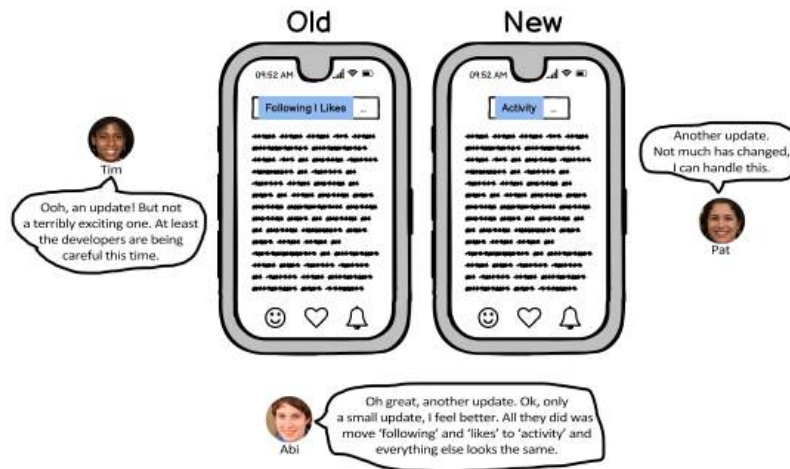 Old
New
09:52 AM
09:52 AM
Following I Likes
...
Activity
...
Tim
Ooh, an update! But not
a terribly exciting one. At least
the developers are being
careful this time.
Another update.
Not much has changed,
I can handle this.
Pat
Oh great, another update. Ok, only
a small update, I feel better. All they did was
move ‘following’ and ‘likes’ to ‘activity’ and
everything else looks the same.
Abi